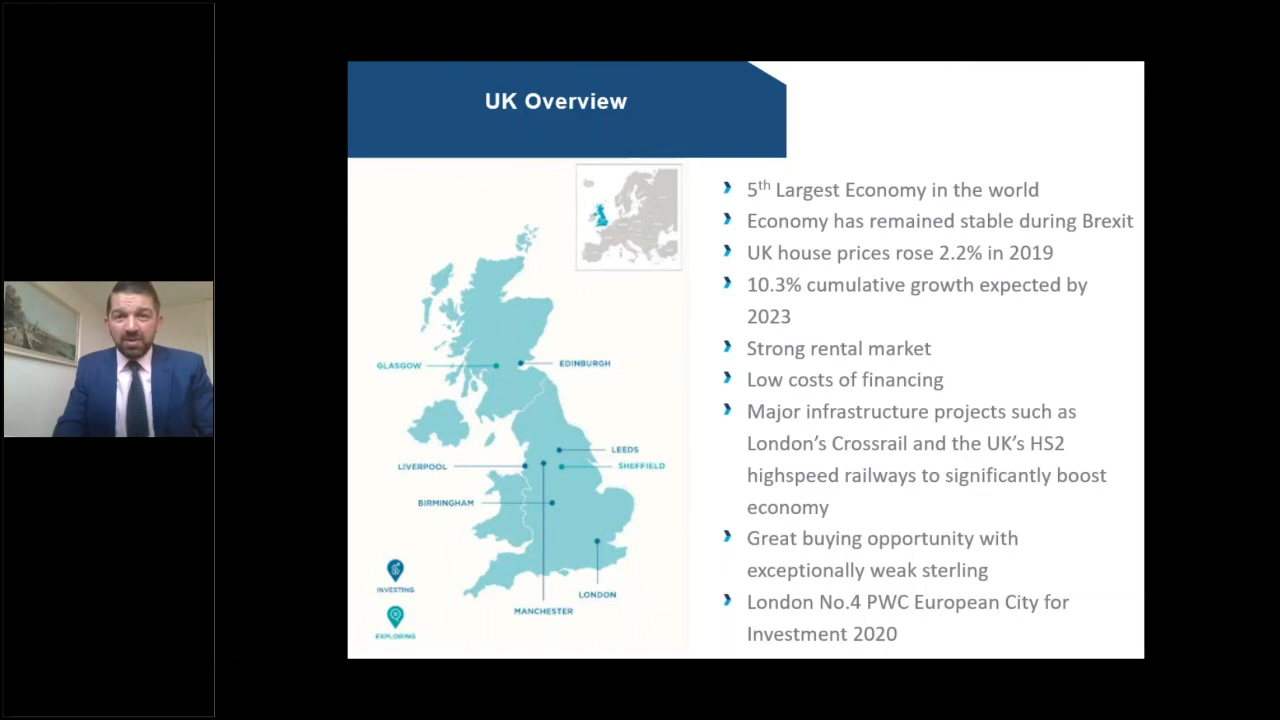 UK Overview
5th Largest Economy in the world
Economy has remained stable during Brexit
UK house prices rose 2.2% in 2019
10.3% cumulative growth expected by
2023
Strong rental market
Low costs of financing
Major infrastructure projects such as
London's Crossrail and the UK's HS2
highspeed railways to significantly boost
economy
Great buying opportunity with
exceptionally weak sterling
London No.4 PWC European City for
Investment 2020
GLASGOW
EDINBURGH
LEEDS
LIVERPOOL
SHEFFIELD
BIRMINGHAM
INVESTING
LONDON
MANCHESTER
EXPLORING